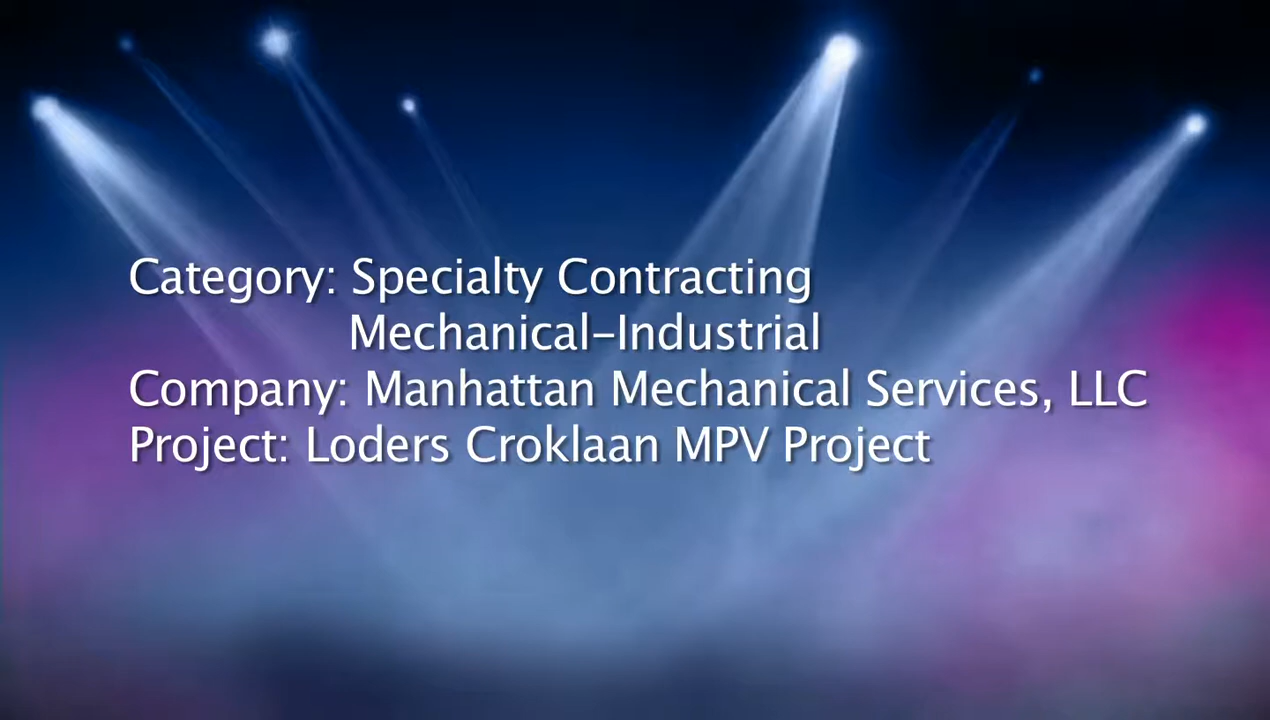 Category: Specialty Contracting
Mechanical-Industrial
Company: Manhattan Mechanical Services, LLC
Project: Loders Croklaan MPV Project